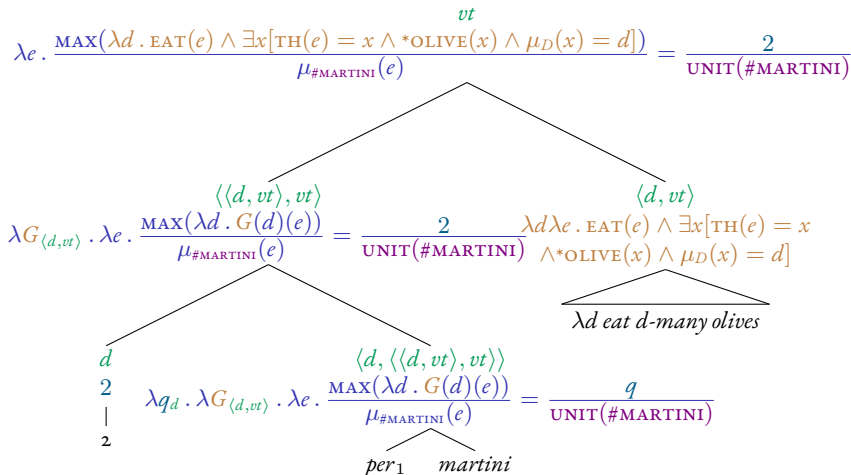 vt
λe . MAX(λd . EAT(e) ∧ ∃x[TH(e) = x ∧ *OLIVE(x) ∧ μ_D(x) = d]) / μ_#MARTINI(e) = 2 / UNIT(#MARTINI)
⟨⟨d, vt⟩, vt⟩
λG_⟨d,vt⟩ . λe . MAX(λd . G(d)(e)) / μ_#MARTINI(e) = 2 / UNIT(#MARTINI)
⟨d, vt⟩
λdλe . EAT(e) ∧ ∃x[TH(e) = x
∧*OLIVE(x) ∧ μ_D(x) = d]
λd eat d-many olives
d
2
2
⟨d, ⟨⟨d, vt⟩, vt⟩⟩
λq_d . λG_⟨d,vt⟩ . λe . MAX(λd . G(d)(e)) / μ_#MARTINI(e) = q / UNIT(#MARTINI)
per₁ martini